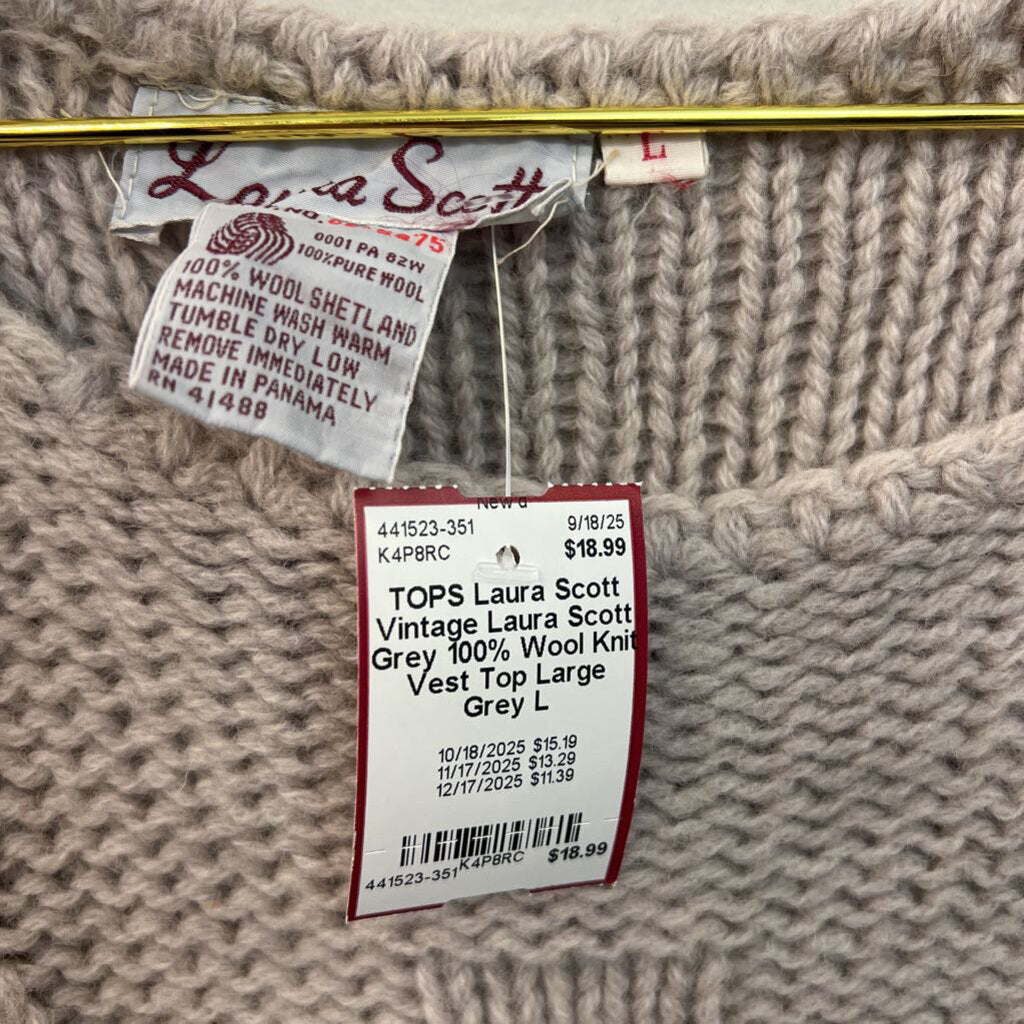 Laura Scott
L
0001 PA 82W
100% PURE WOOL
100% WOOL SHETLAND
MACHINE WASH WARM
TUMBLE DRY LOW
REMOVE IMMEDIATELY
MADE IN PANAMA
RN 41488
441523-351 9/18/25
K4P8RC $18.99
TOPS Laura Scott
Vintage Laura Scott
Grey 100% Wool Knit
Vest Top Large
Grey L
10/18/2025 $15.19
11/17/2025 $13.29
12/17/2025 $11.39
K4P8RC $18.99
441523-351